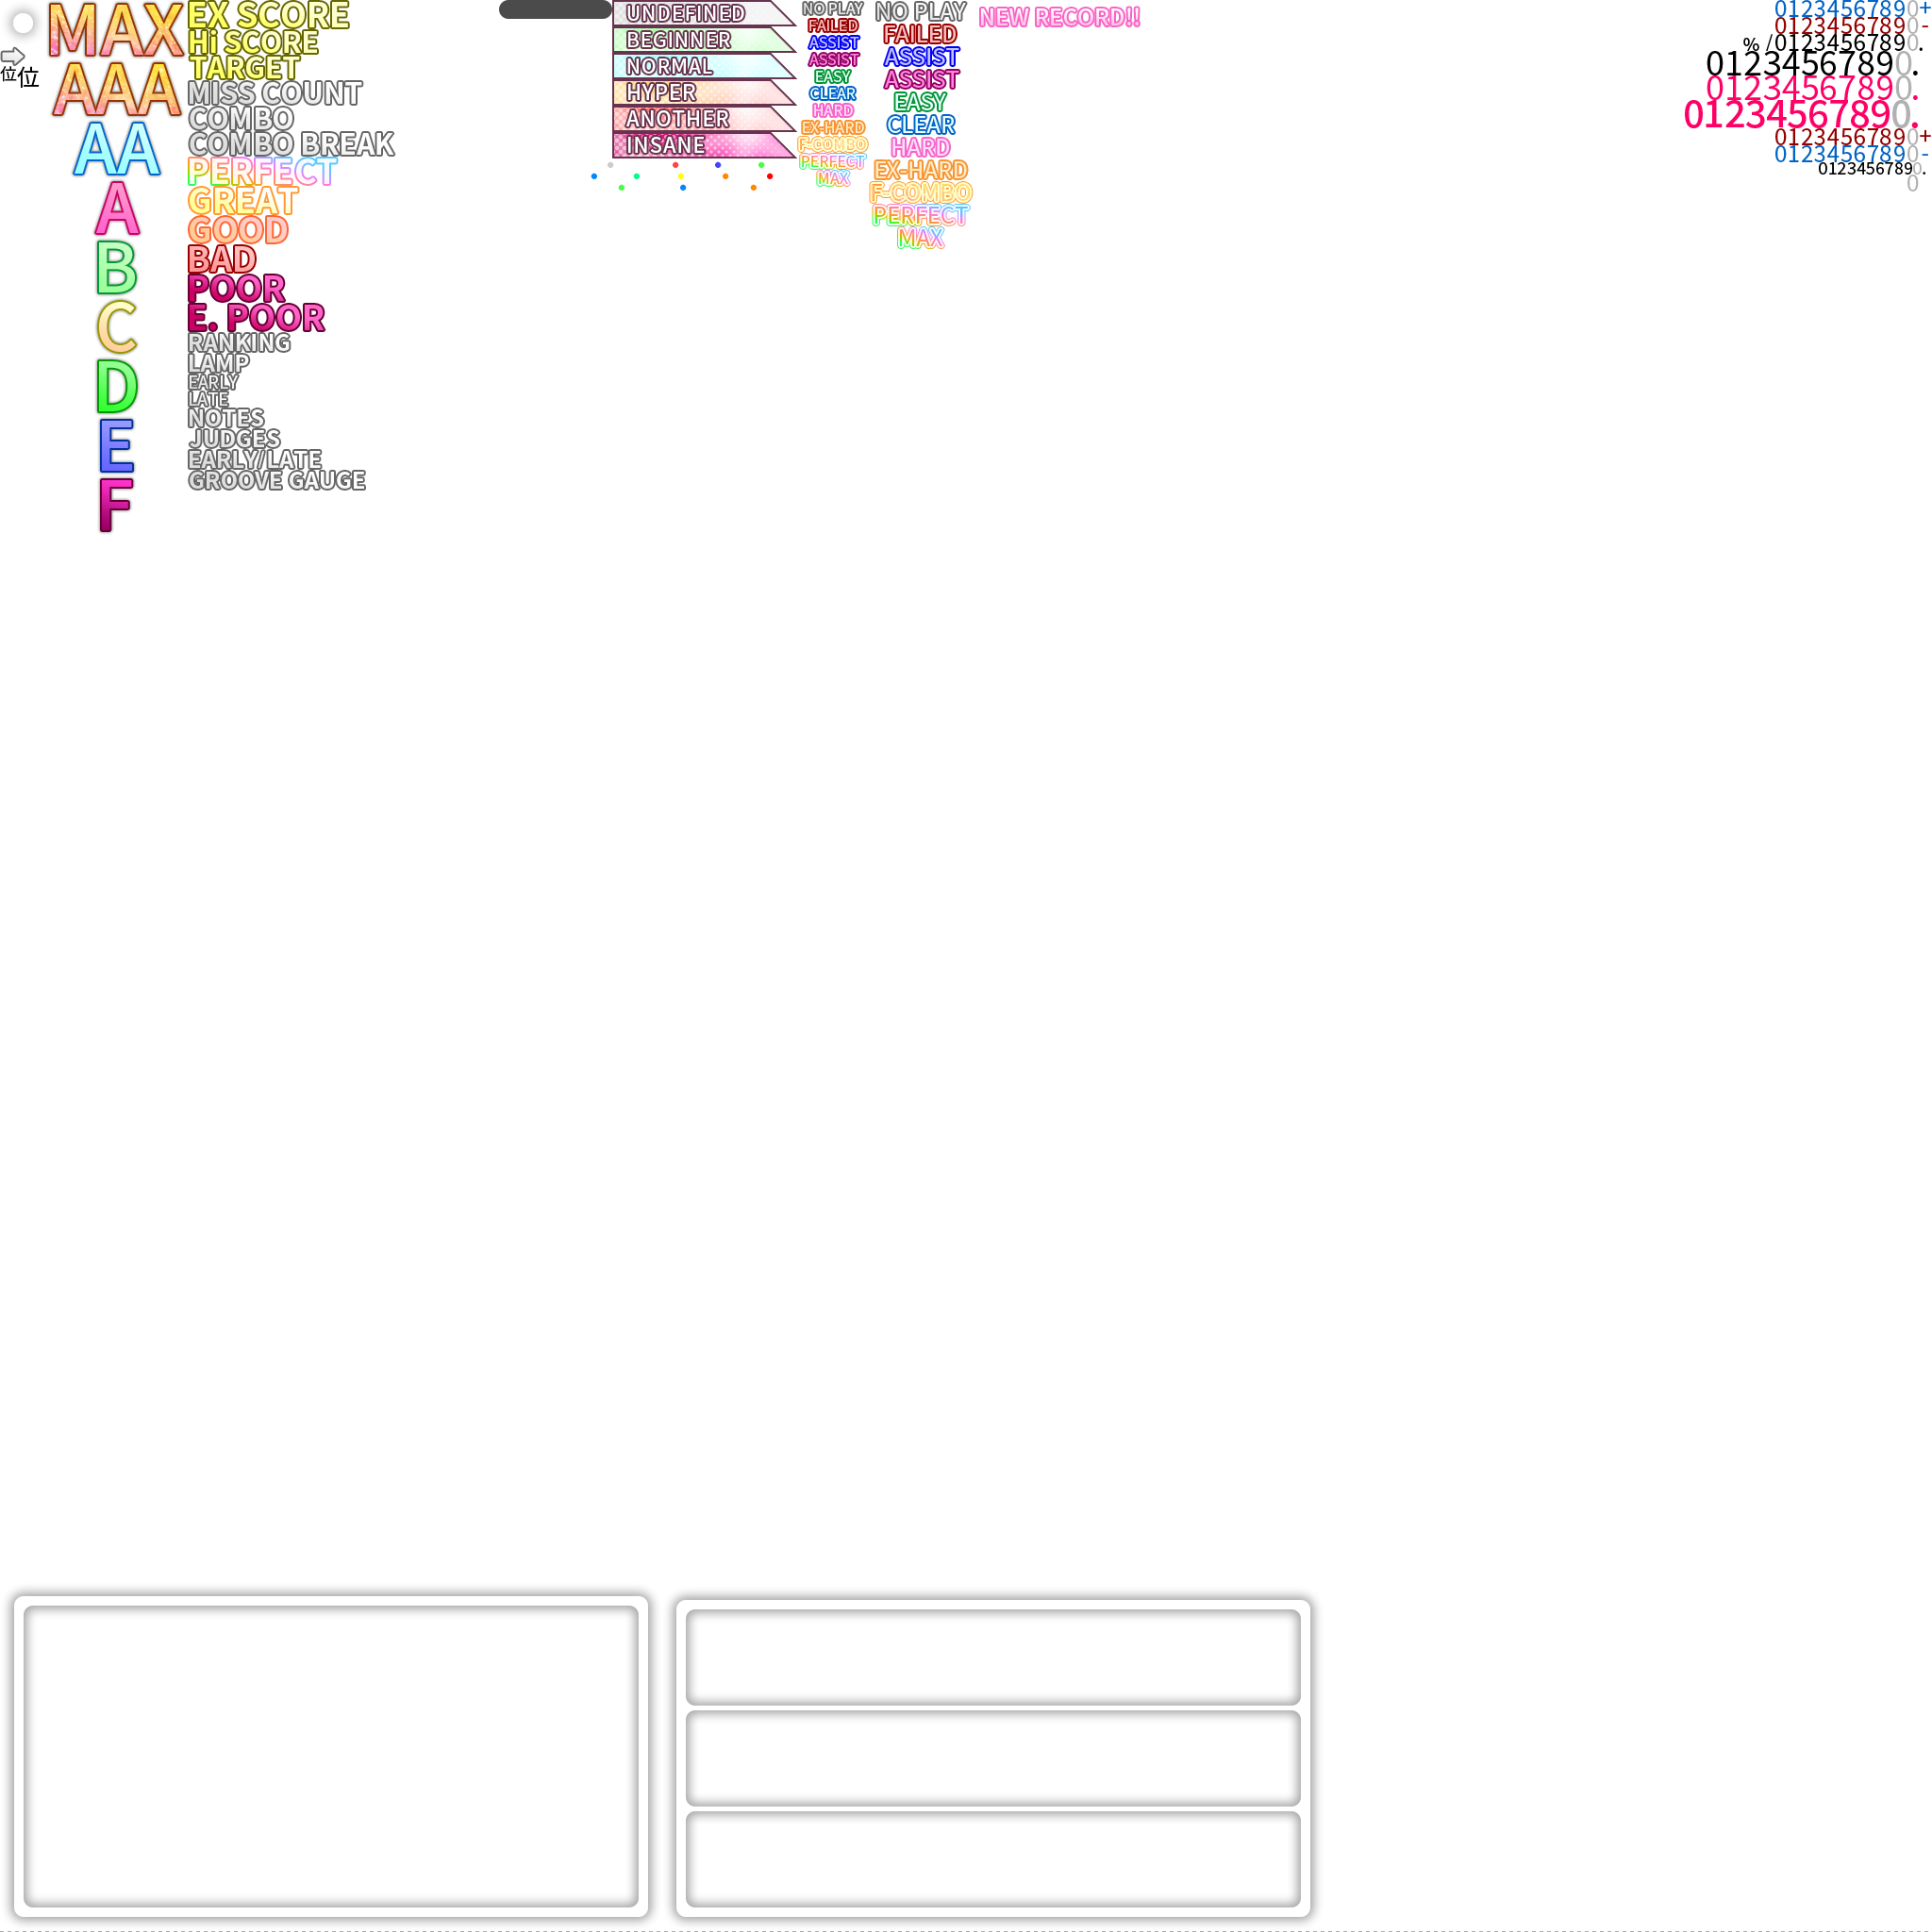 MAX
AAA
AA
A
B
C
D
E
F
位
位
EX SCORE
Hi SCORE
TARGET
MISS COUNT
COMBO
COMBO BREAK
PERFECT
GREAT
GOOD
BAD
POOR
E. POOR
RANKING
LAMP
EARLY
LATE
NOTES
JUDGES
EARLY/LATE
GROOVE GAUGE
UNDEFINED
BEGINNER
NORMAL
HYPER
ANOTHER
INSANE
NO PLAY
FAILED
ASSIST
ASSIST
EASY
CLEAR
HARD
EX-HARD
F-COMBO
PERFECT
MAX
NO PLAY
FAILED
ASSIST
ASSIST
EASY
CLEAR
HARD
EX-HARD
F-COMBO
PERFECT
MAX
NEW RECORD!!
01234567890+
01234567890-
% /01234567890.
01234567890.
01234567890.
01234567890.
01234567890+
01234567890-
01234567890.
0